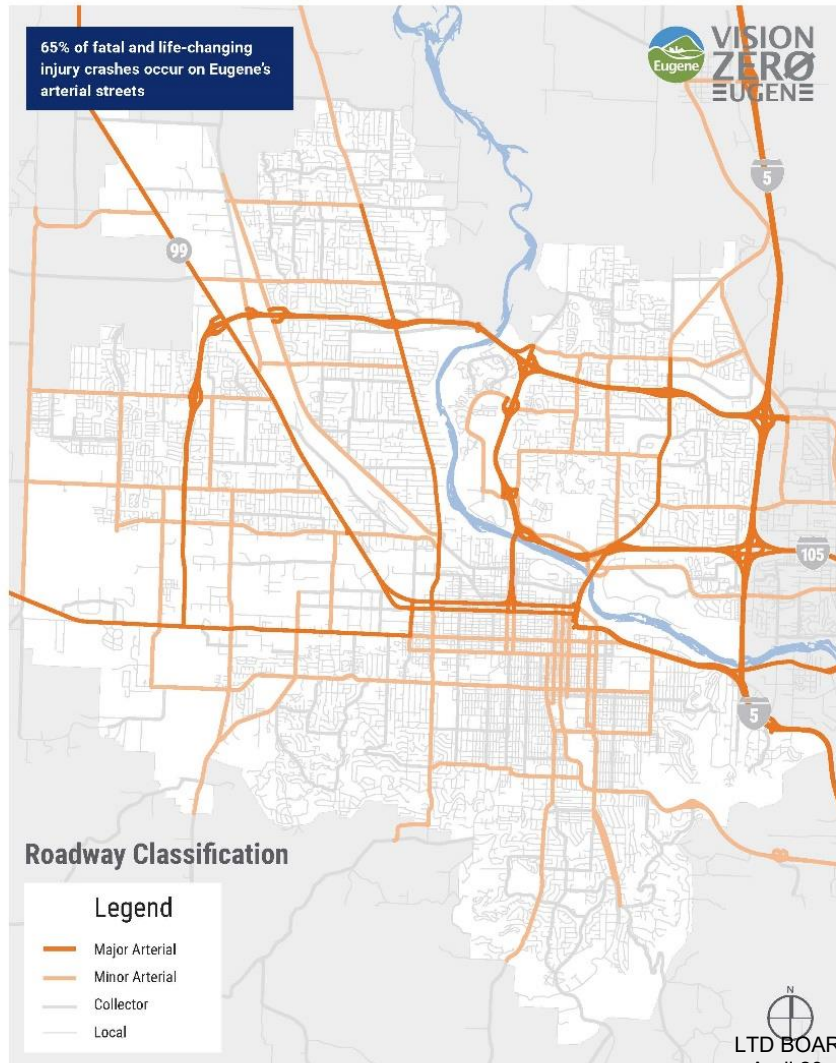 65% of fatal and life-changing
injury crashes occur on Eugene's
arterial streets
Eugene
VISION
ZERO
EUGENE
5
99
105
5
Roadway Classification
Legend
Major Arterial
Minor Arterial
Collector
Local
N
LTD BOAR